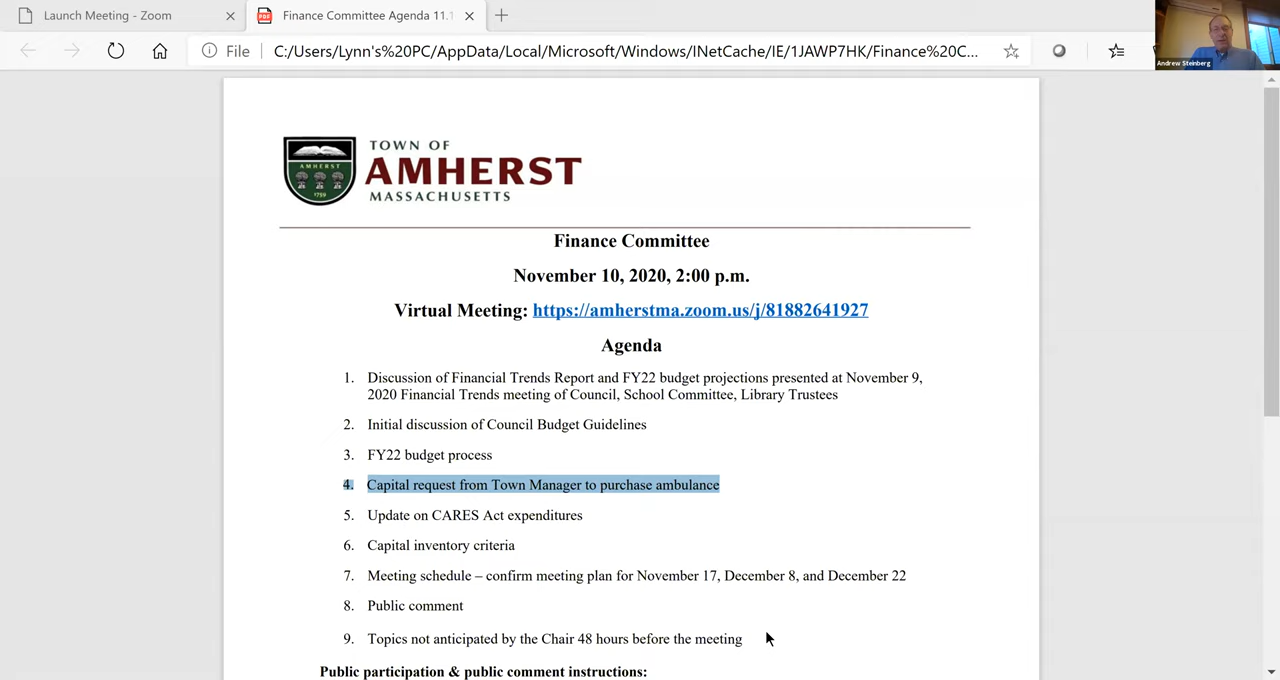 Launch Meeting - Zoom
Finance Committee Agenda 11.1
File
C:/Users/Lynn's%20PC/AppData/Local/Microsoft/Windows/INetCache/IE/1JAWP7HK/Finance%20C...
Andrew Steinberg
AMHERST
1759
TOWN OF
AMHERST
MASSACHUSETTS
Finance Committee
November 10, 2020, 2:00 p.m.
Virtual Meeting: https://amherstma.zoom.us/j/81882641927
Agenda
1. Discussion of Financial Trends Report and FY22 budget projections presented at November 9,
2020 Financial Trends meeting of Council, School Committee, Library Trustees
2. Initial discussion of Council Budget Guidelines
3. FY22 budget process
4. Capital request from Town Manager to purchase ambulance
5. Update on CARES Act expenditures
6. Capital inventory criteria
7. Meeting schedule – confirm meeting plan for November 17, December 8, and December 22
8. Public comment
9. Topics not anticipated by the Chair 48 hours before the meeting
Public participation & public comment instructions: